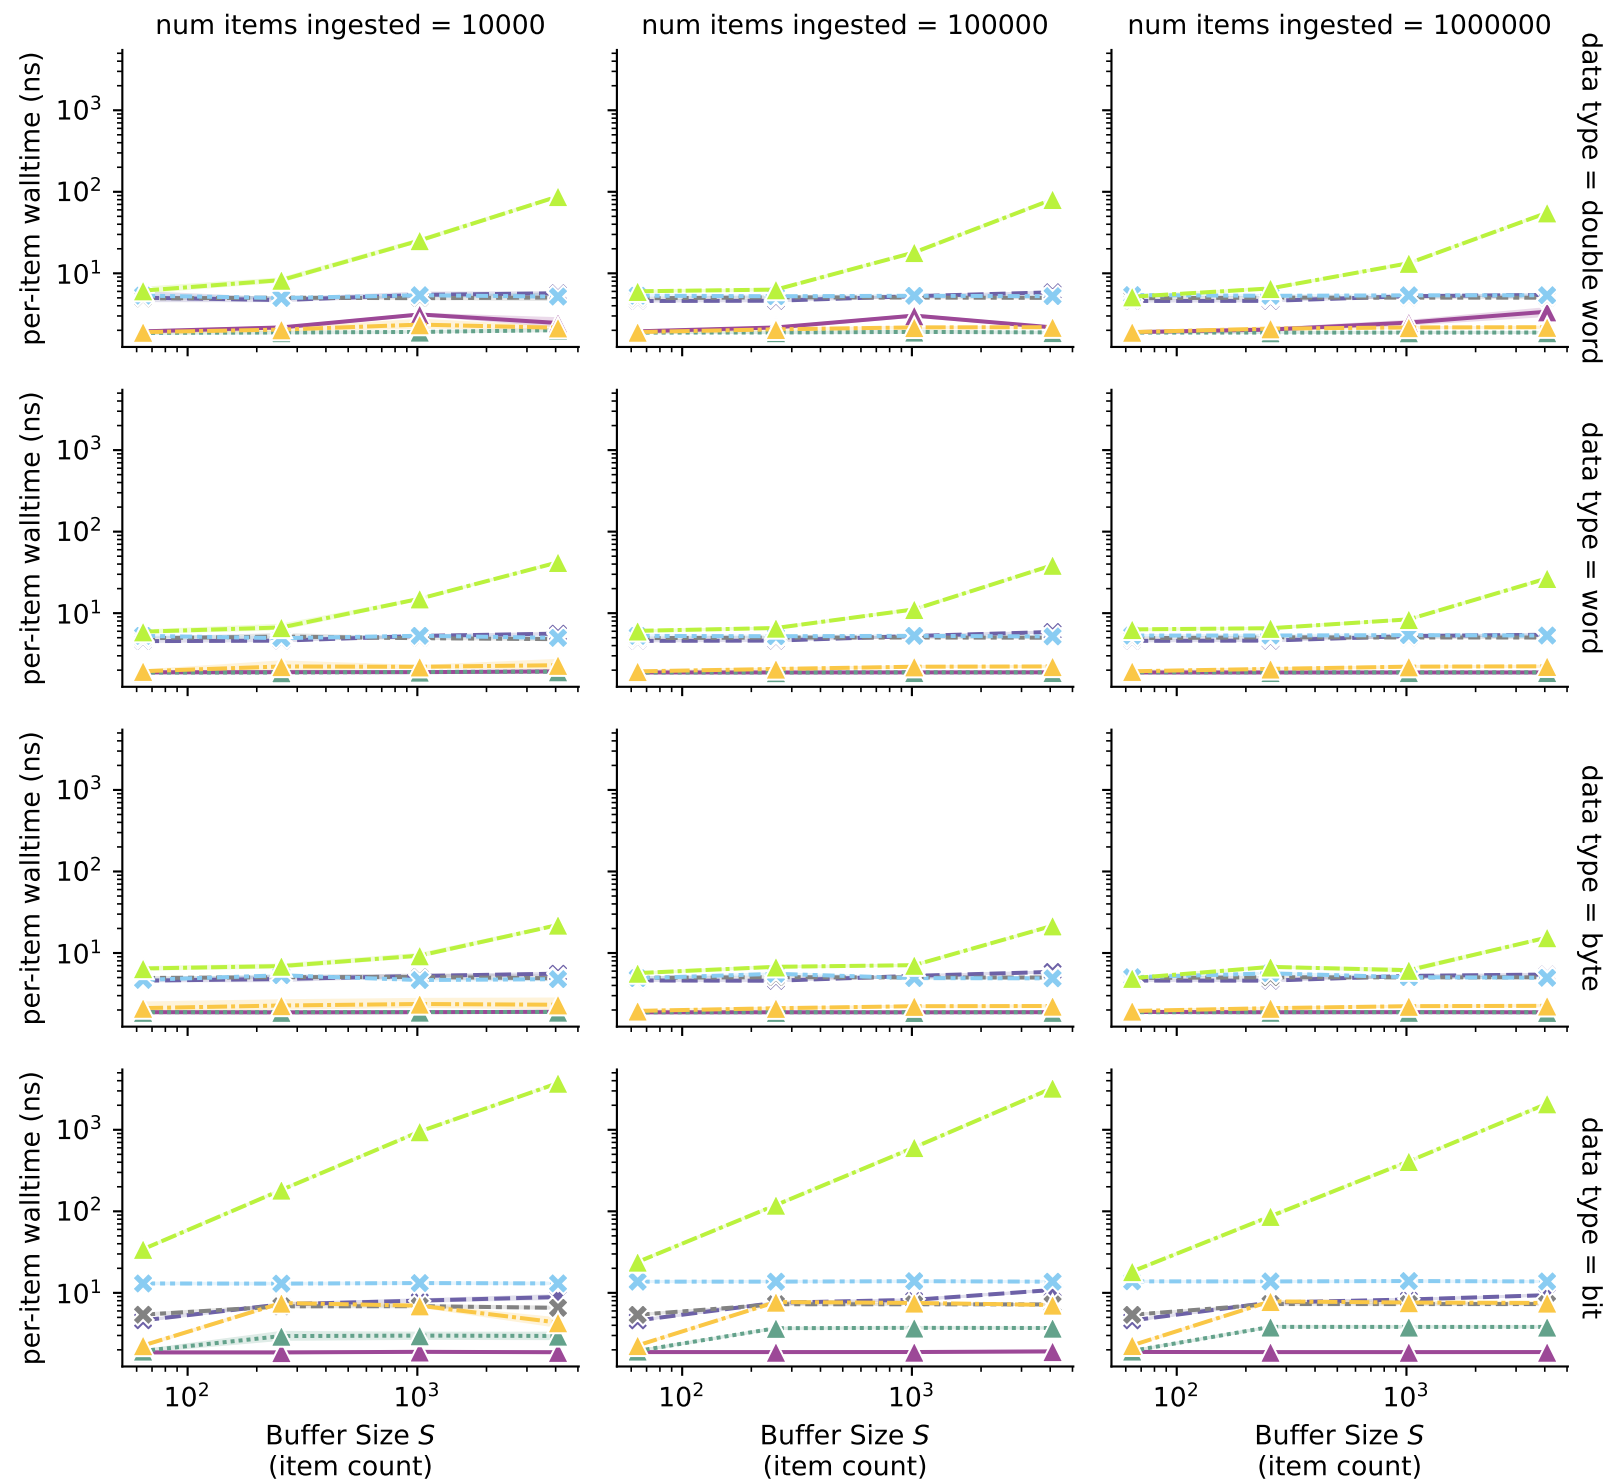 num items ingested = 10000
num items ingested = 100000
num items ingested = 1000000
per-item walltime (ns)
10³
10²
10¹
data type = double word
per-item walltime (ns)
10³
10²
10¹
data type = word
per-item walltime (ns)
10³
10²
10¹
data type = byte
per-item walltime (ns)
10³
10²
10¹
data type = bit
10² 10³
10² 10³
10² 10³
Buffer Size S
(item count)
Buffer Size S
(item count)
Buffer Size S
(item count)